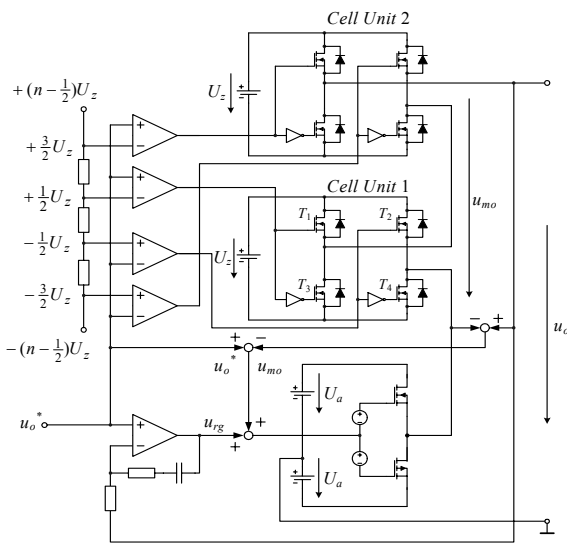 Cell Unit 2
+ (n − 1/2)U_z
U_z
+ −
+ 3/2 U_z
+
−
+ 1/2 U_z
+
−
u_mo
Cell Unit 1
T_1
T_2
− 1/2 U_z
+
−
+ −
U_z
T_3
T_4
− 3/2 U_z
+
−
− +
− (n − 1/2)U_z
u_o
+ −
u_o* u_mo
+ −
U_a
u_o*
+
−
u_rg
+
+
+ −
U_a